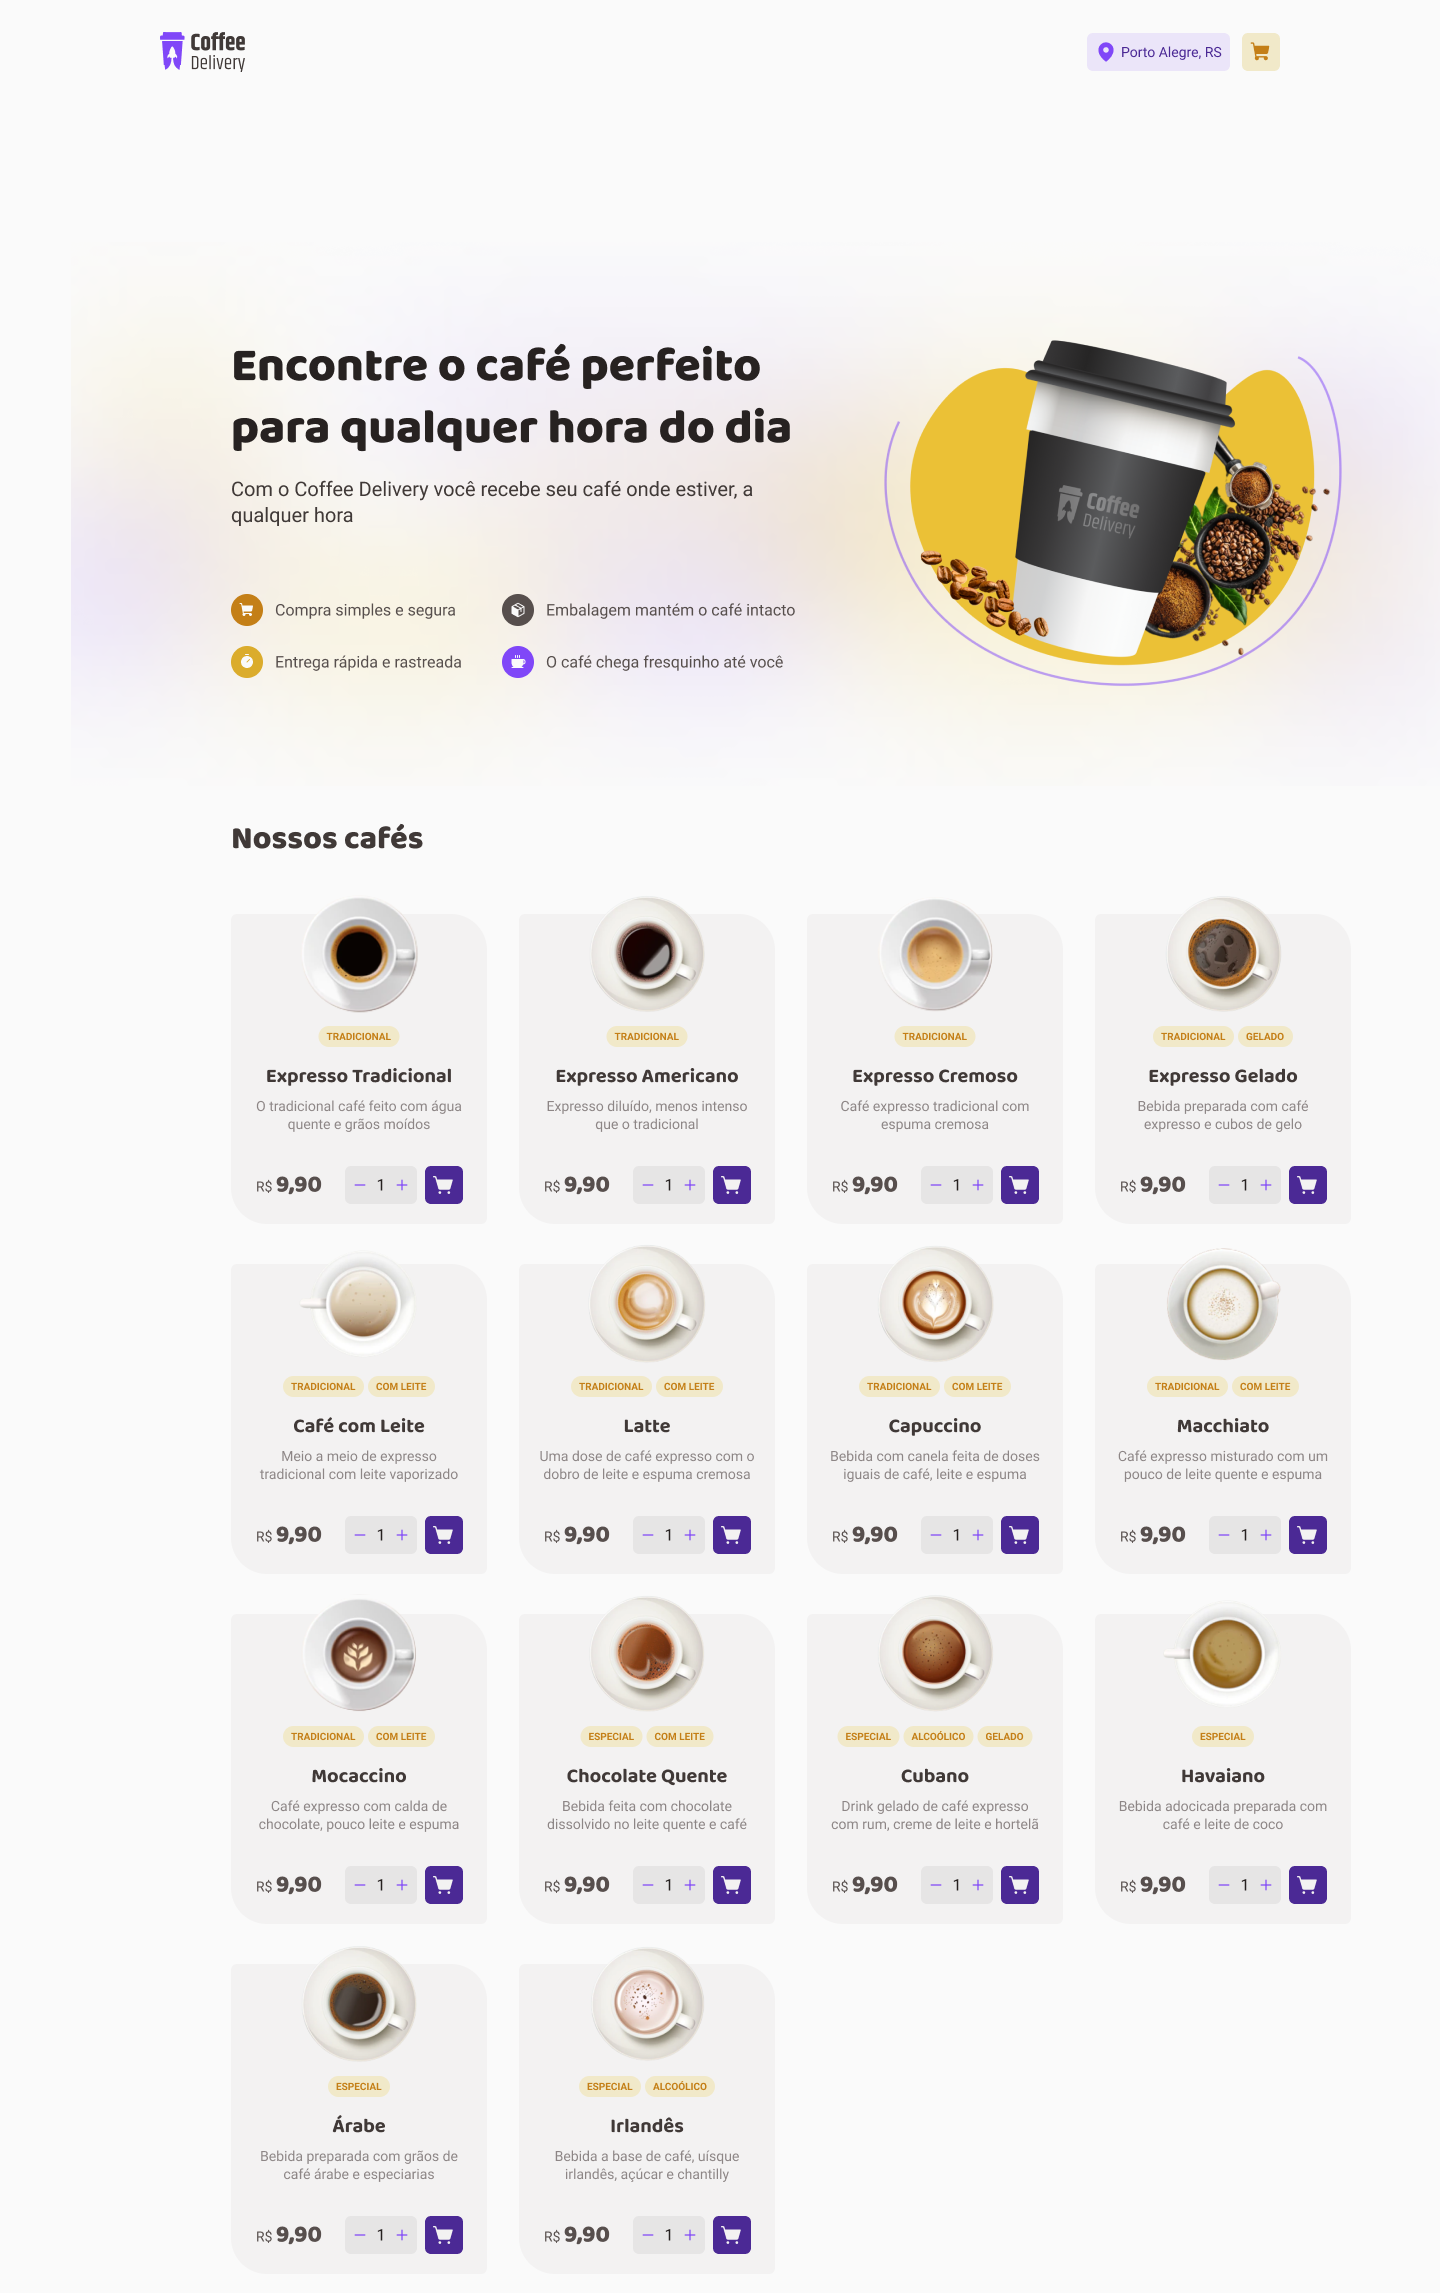 Coffee
Delivery
Porto Alegre, RS
Encontre o café perfeito
para qualquer hora do dia
Com o Coffee Delivery você recebe seu café onde estiver, a
qualquer hora
Compra simples e segura
Embalagem mantém o café intacto
Entrega rápida e rastreada
O café chega fresquinho até você
Coffee
Delivery
Nossos cafés
TRADICIONAL
Expresso Tradicional
O tradicional café feito com água
quente e grãos moídos
R$ 9,90
1
TRADICIONAL
Expresso Americano
Expresso diluído, menos intenso
que o tradicional
R$ 9,90
1
TRADICIONAL
Expresso Cremoso
Café expresso tradicional com
espuma cremosa
R$ 9,90
1
TRADICIONAL GELADO
Expresso Gelado
Bebida preparada com café
expresso e cubos de gelo
R$ 9,90
1
TRADICIONAL COM LEITE
Café com Leite
Meio a meio de expresso
tradicional com leite vaporizado
R$ 9,90
1
TRADICIONAL COM LEITE
Latte
Uma dose de café expresso com o
dobro de leite e espuma cremosa
R$ 9,90
1
TRADICIONAL COM LEITE
Capuccino
Bebida com canela feita de doses
iguais de café, leite e espuma
R$ 9,90
1
TRADICIONAL COM LEITE
Macchiato
Café expresso misturado com um
pouco de leite quente e espuma
R$ 9,90
1
TRADICIONAL COM LEITE
Mocaccino
Café expresso com calda de
chocolate, pouco leite e espuma
R$ 9,90
1
ESPECIAL COM LEITE
Chocolate Quente
Bebida feita com chocolate
dissolvido no leite quente e café
R$ 9,90
1
ESPECIAL ALCOÓLICO GELADO
Cubano
Drink gelado de café expresso
com rum, creme de leite e hortelã
R$ 9,90
1
ESPECIAL
Havaiano
Bebida adocicada preparada com
café e leite de coco
R$ 9,90
1
ESPECIAL
Árabe
Bebida preparada com grãos de
café árabe e especiarias
R$ 9,90
1
ESPECIAL ALCOÓLICO
Irlandês
Bebida a base de café, uísque
irlandês, açúcar e chantilly
R$ 9,90
1